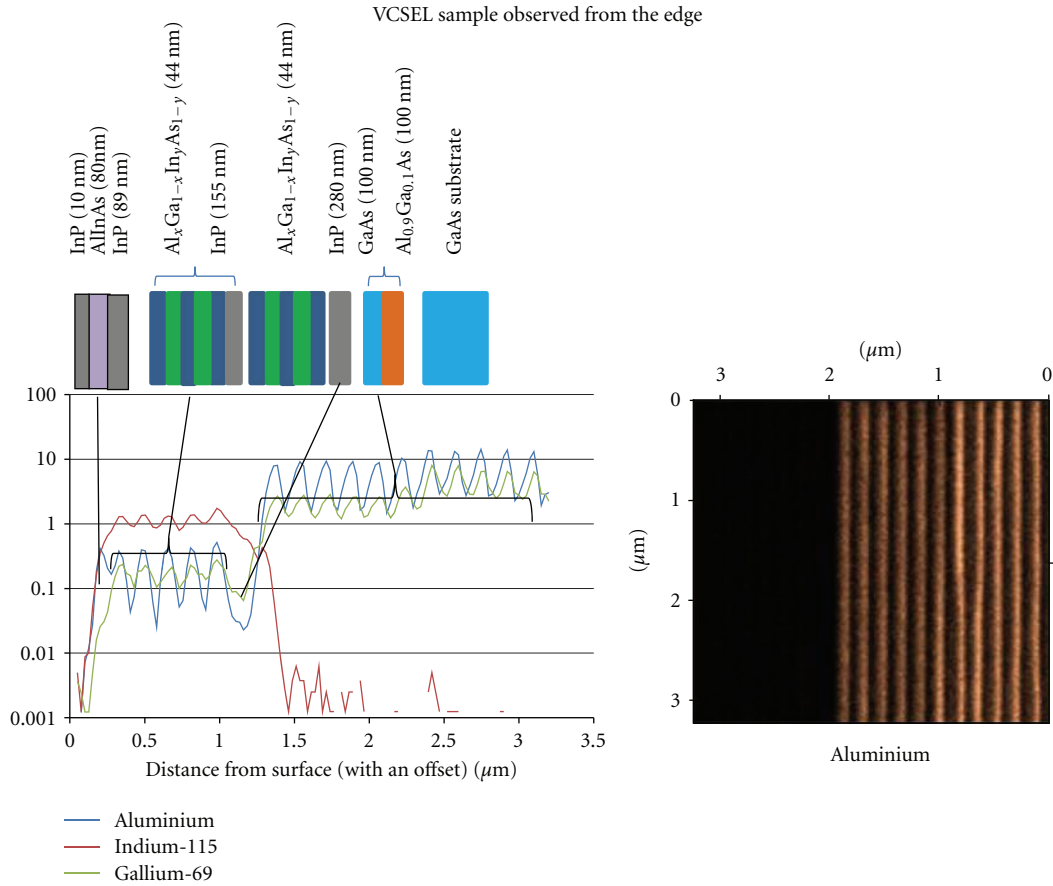 VCSEL sample observed from the edge
InP (10 nm)
AlInAs (80nm)
InP (89 nm)
AlxGa1−xInyAs1−y (44 nm)
InP (155 nm)
AlxGa1−xInyAs1−y (44 nm)
InP (280 nm)
GaAs (100 nm)
Al0.9Ga0.1As (100 nm)
GaAs substrate
100
10
1
0.1
0.01
0.001
0 0.5 1 1.5 2 2.5 3 3.5
Distance from surface (with an offset) (μm)
Aluminium
Indium-115
Gallium-69
(μm)
3 2 1 0
0
1
2
3
(μm)
Aluminium